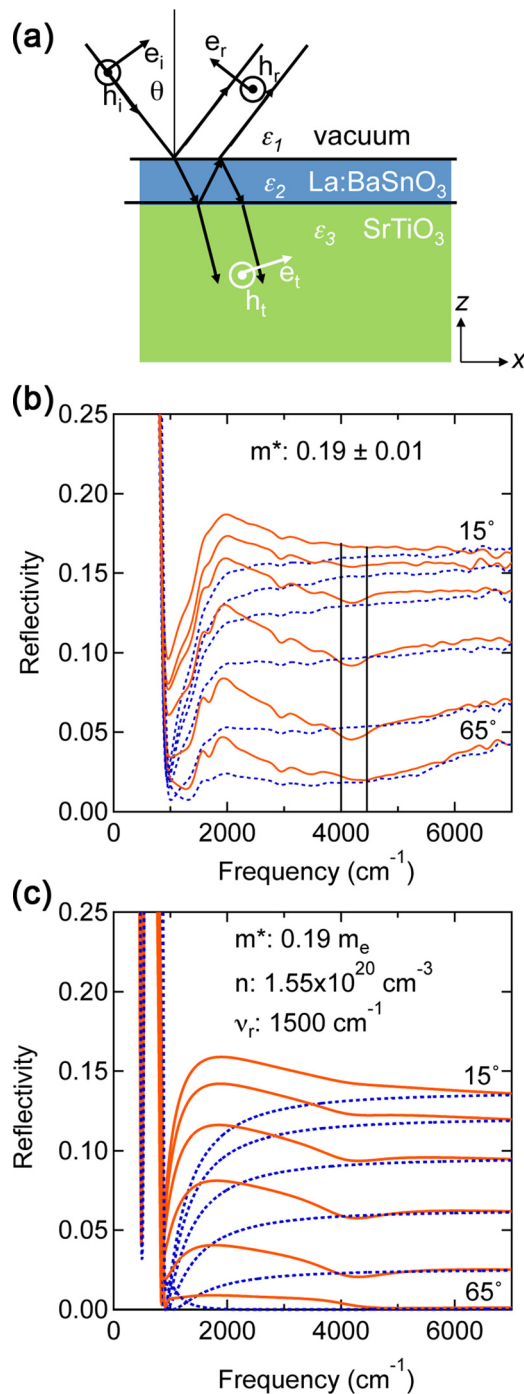 (a)
e_i
h_i
θ
e_r
h_r
ε_1 vacuum
ε_2 La:BaSnO_3
ε_3 SrTiO_3
e_t
h_t
z
x
(b)
0.25
0.20
0.15
0.10
0.05
0.00
Reflectivity
m*: 0.19 ± 0.01
15°
65°
0 2000 4000 6000
Frequency (cm^-1)
(c)
0.25
0.20
0.15
0.10
0.05
0.00
Reflectivity
m*: 0.19 m_e
n: 1.55x10^20 cm^-3
ν_r: 1500 cm^-1
15°
65°
0 2000 4000 6000
Frequency (cm^-1)